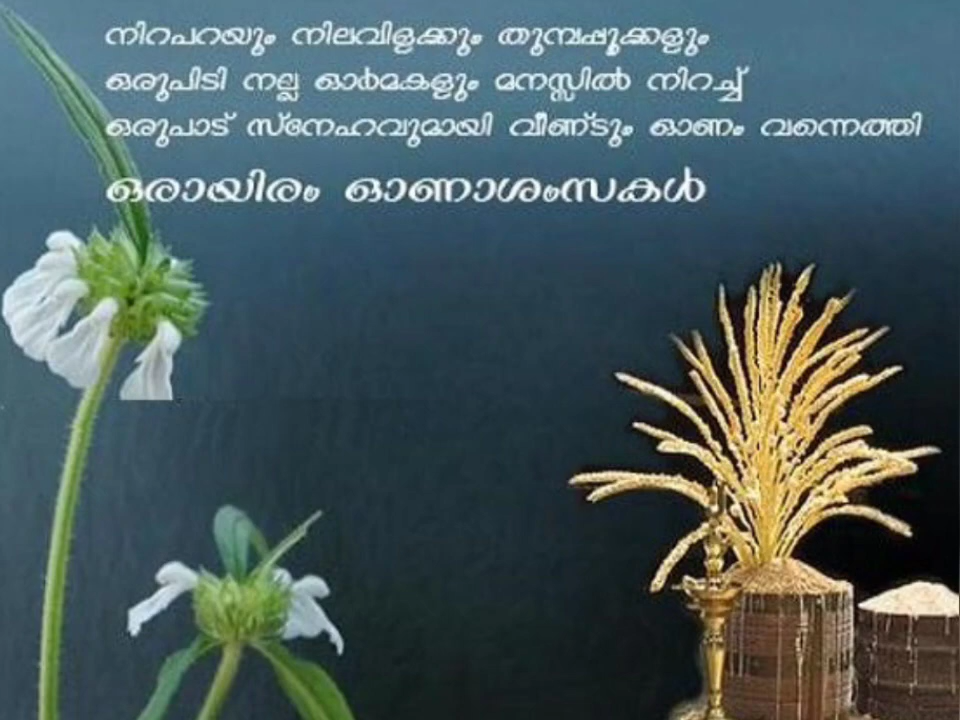 നിറപറയും നിലവിളക്കും തുമ്പപ്പൂക്കളും
ഒരുപിടി നല്ല ഓർമകളും മനസ്സിൽ നിറച്ച്
ഒരുപാട് സ്നേഹവുമായി വീണ്ടും ഓണം വന്നെത്തി
ഒരായിരം ഓണാശംസകൾ